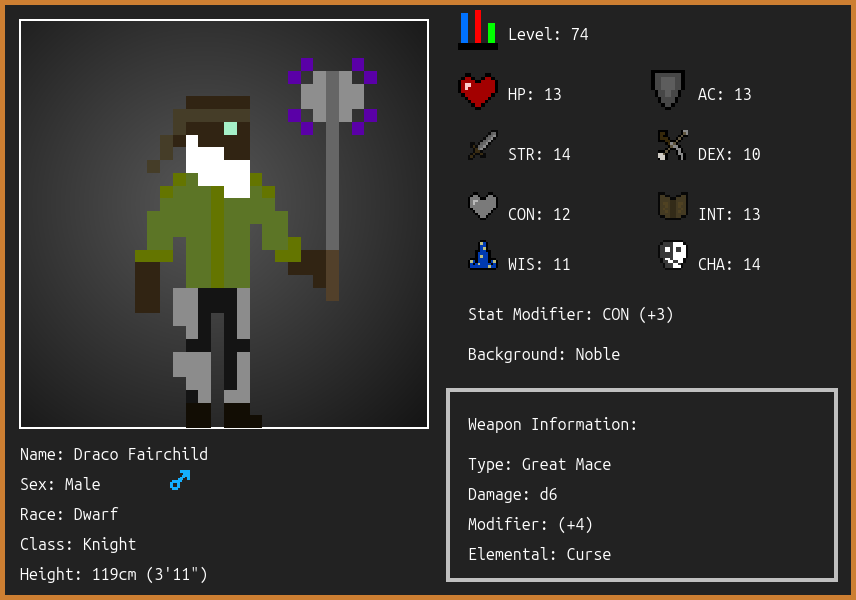 Level: 74
HP: 13
AC: 13
STR: 14
DEX: 10
CON: 12
INT: 13
WIS: 11
CHA: 14
Stat Modifier: CON (+3)
Background: Noble
Weapon Information:
Type: Great Mace
Damage: d6
Modifier: (+4)
Elemental: Curse
Name: Draco Fairchild
Sex: Male
Race: Dwarf
Class: Knight
Height: 119cm (3'11")